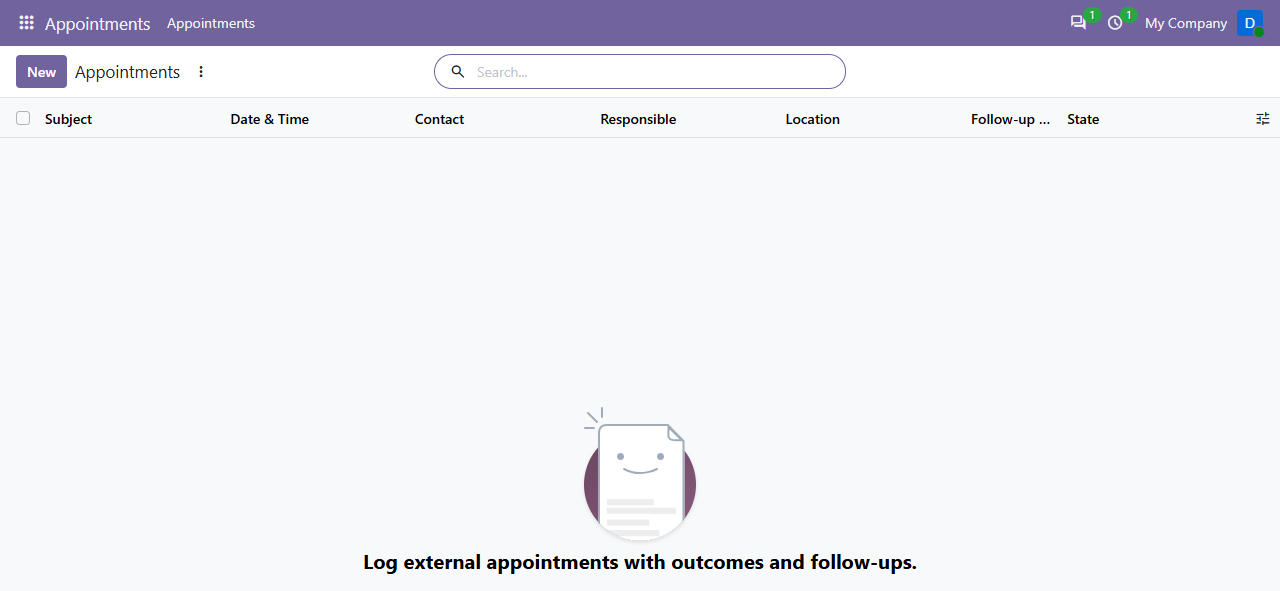 Appointments Appointments 1 1 My Company D
New Appointments Search...
Subject Date & Time Contact Responsible Location Follow-up ... State
Log external appointments with outcomes and follow-ups.